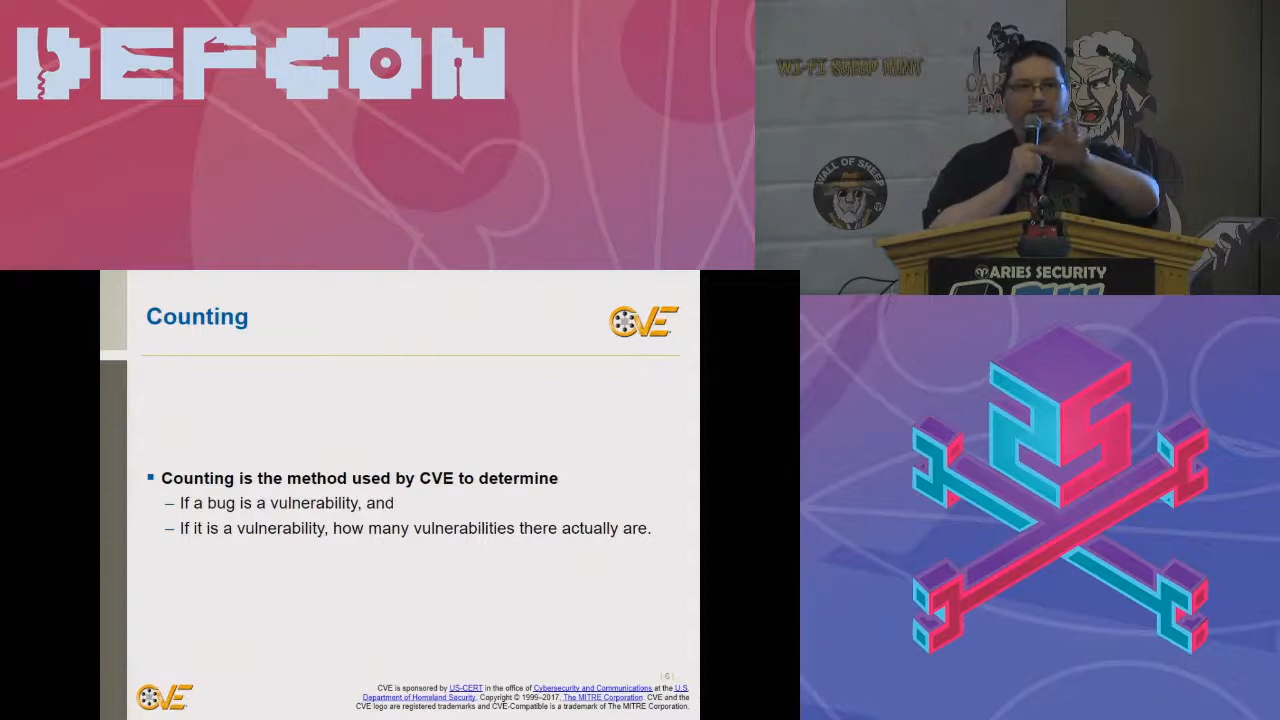 DEFCON
WI-FI SHEEP HUNT
WALL OF SHEEP
ARIES SECURITY
Counting
CVE
Counting is the method used by CVE to determine
– If a bug is a vulnerability, and
– If it is a vulnerability, how many vulnerabilities there actually are.
25
| 6 |
CVE
CVE is sponsored by US-CERT in the office of Cybersecurity and Communications at the U.S.
Department of Homeland Security. Copyright © 1999–2017, The MITRE Corporation. CVE and the
CVE logo are registered trademarks and CVE-Compatible is a trademark of The MITRE Corporation.